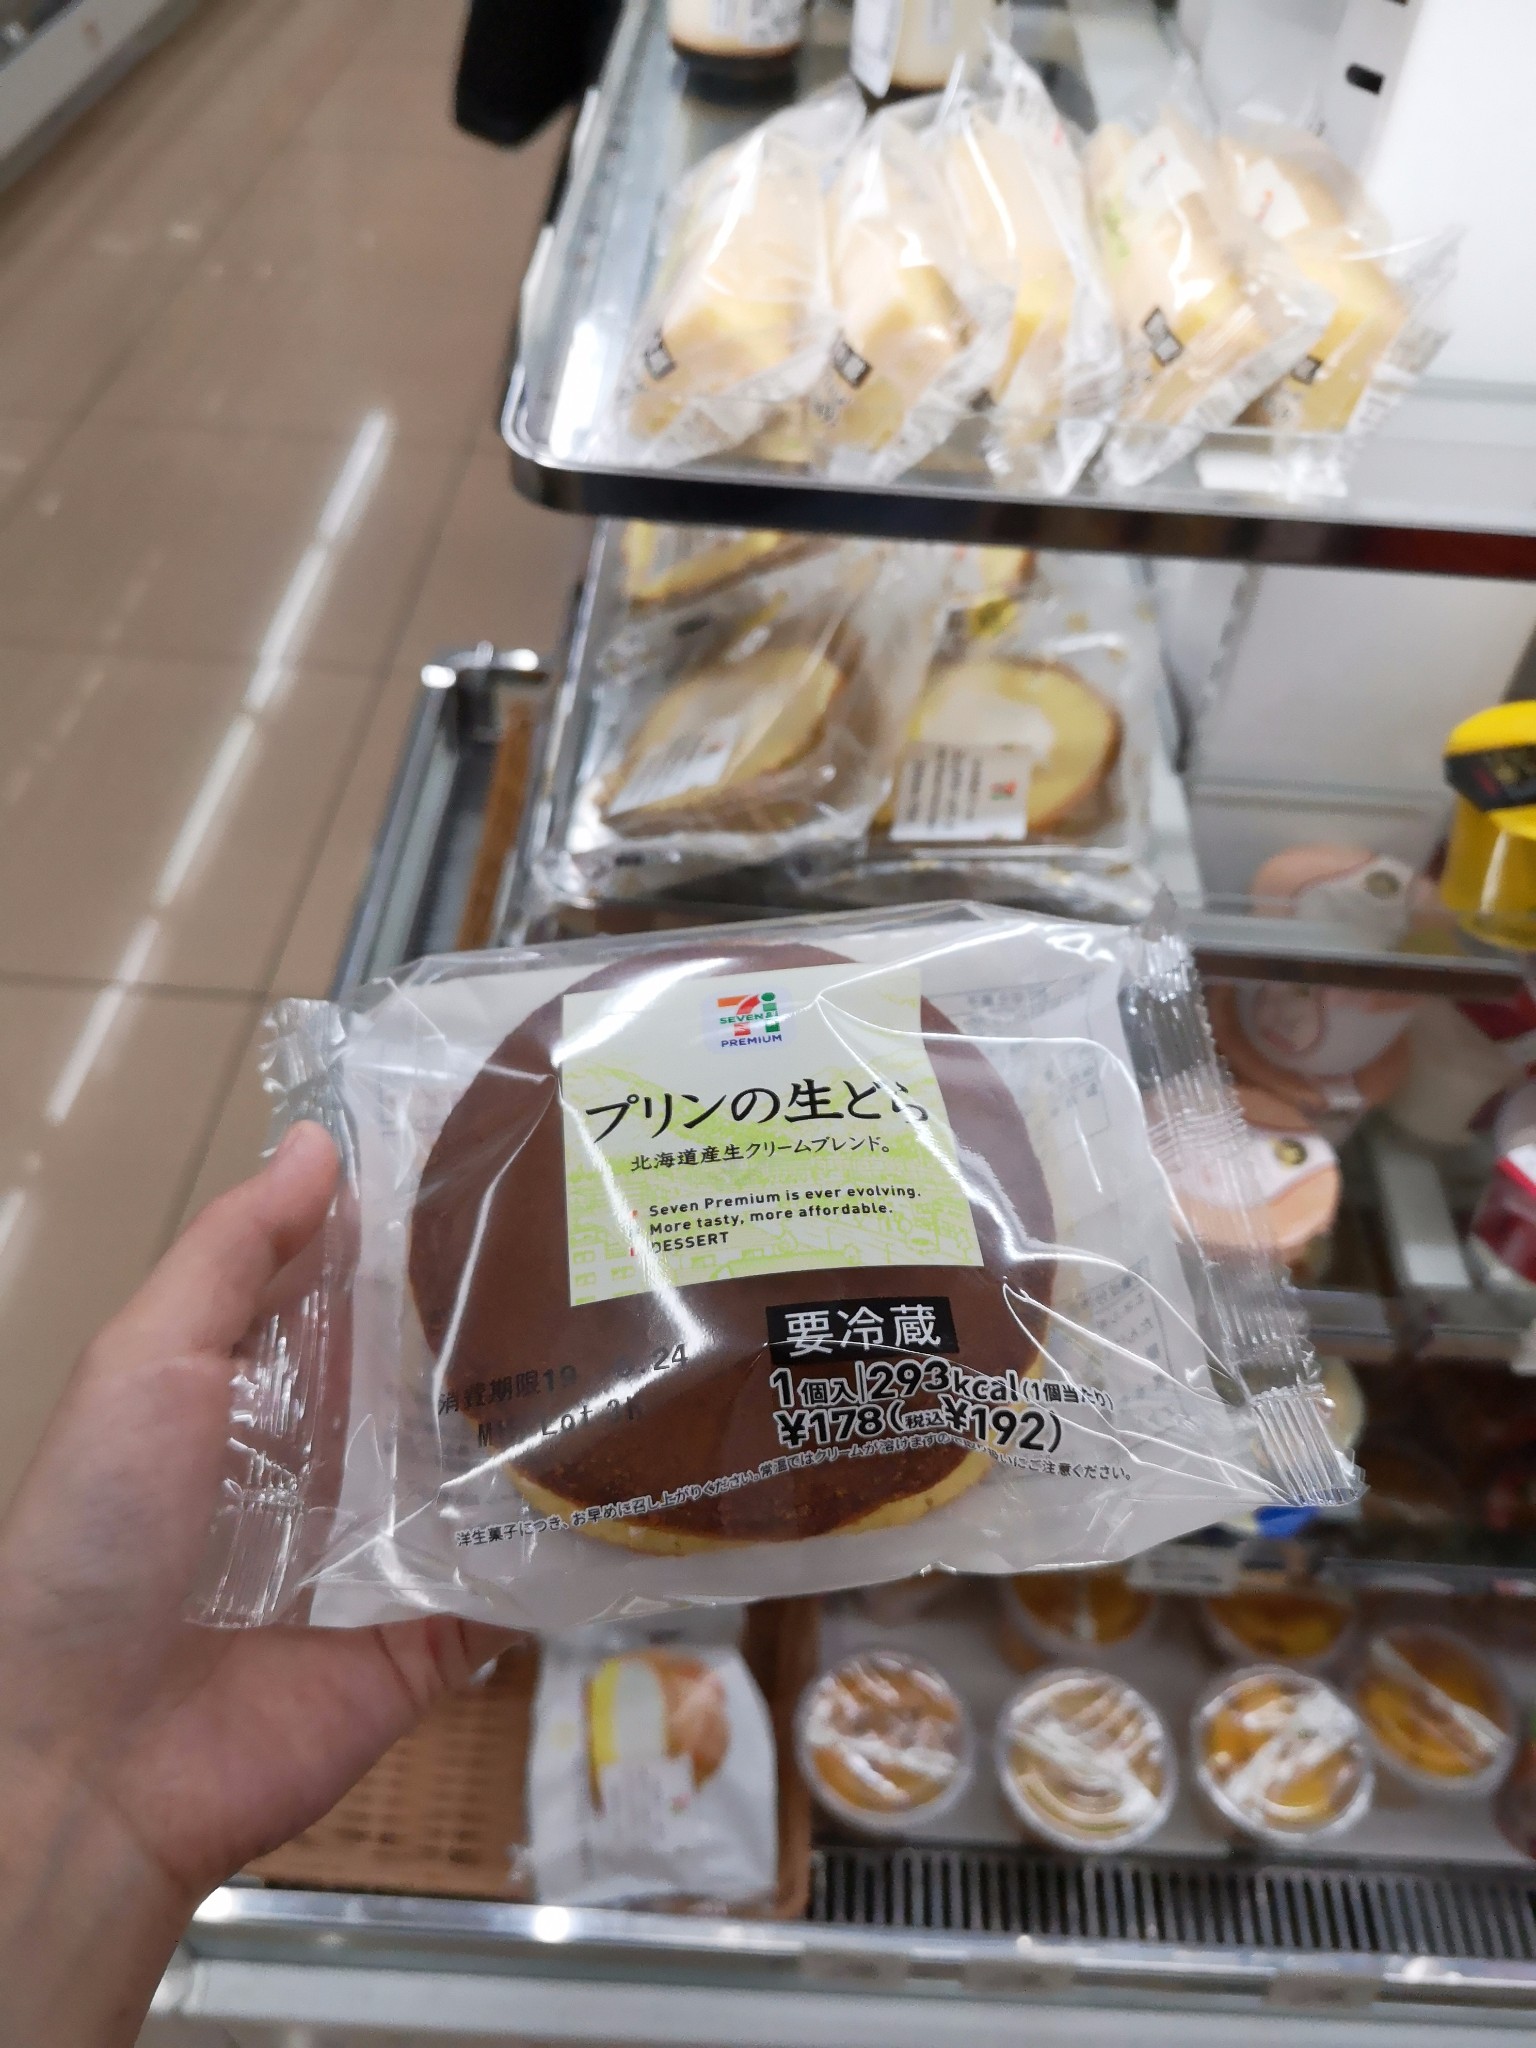 SEVEN&i
PREMIUM
プリンの生どら
北海道産生クリームブレンド。
Seven Premium is ever evolving.
More tasty, more affordable.
DESSERT
要冷蔵
消費期限19 24
1個入 293kcal(1個当たり)
¥178(税込¥192)
Lot
洋生菓子につき、お早めに召し上がりください。常温ではクリームが溶けますので にご注意ください。